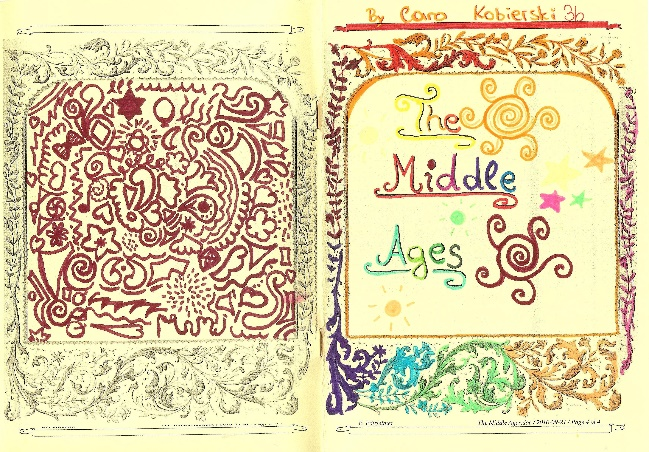 By Caro Kobierski 3b
The
Middle
Ages